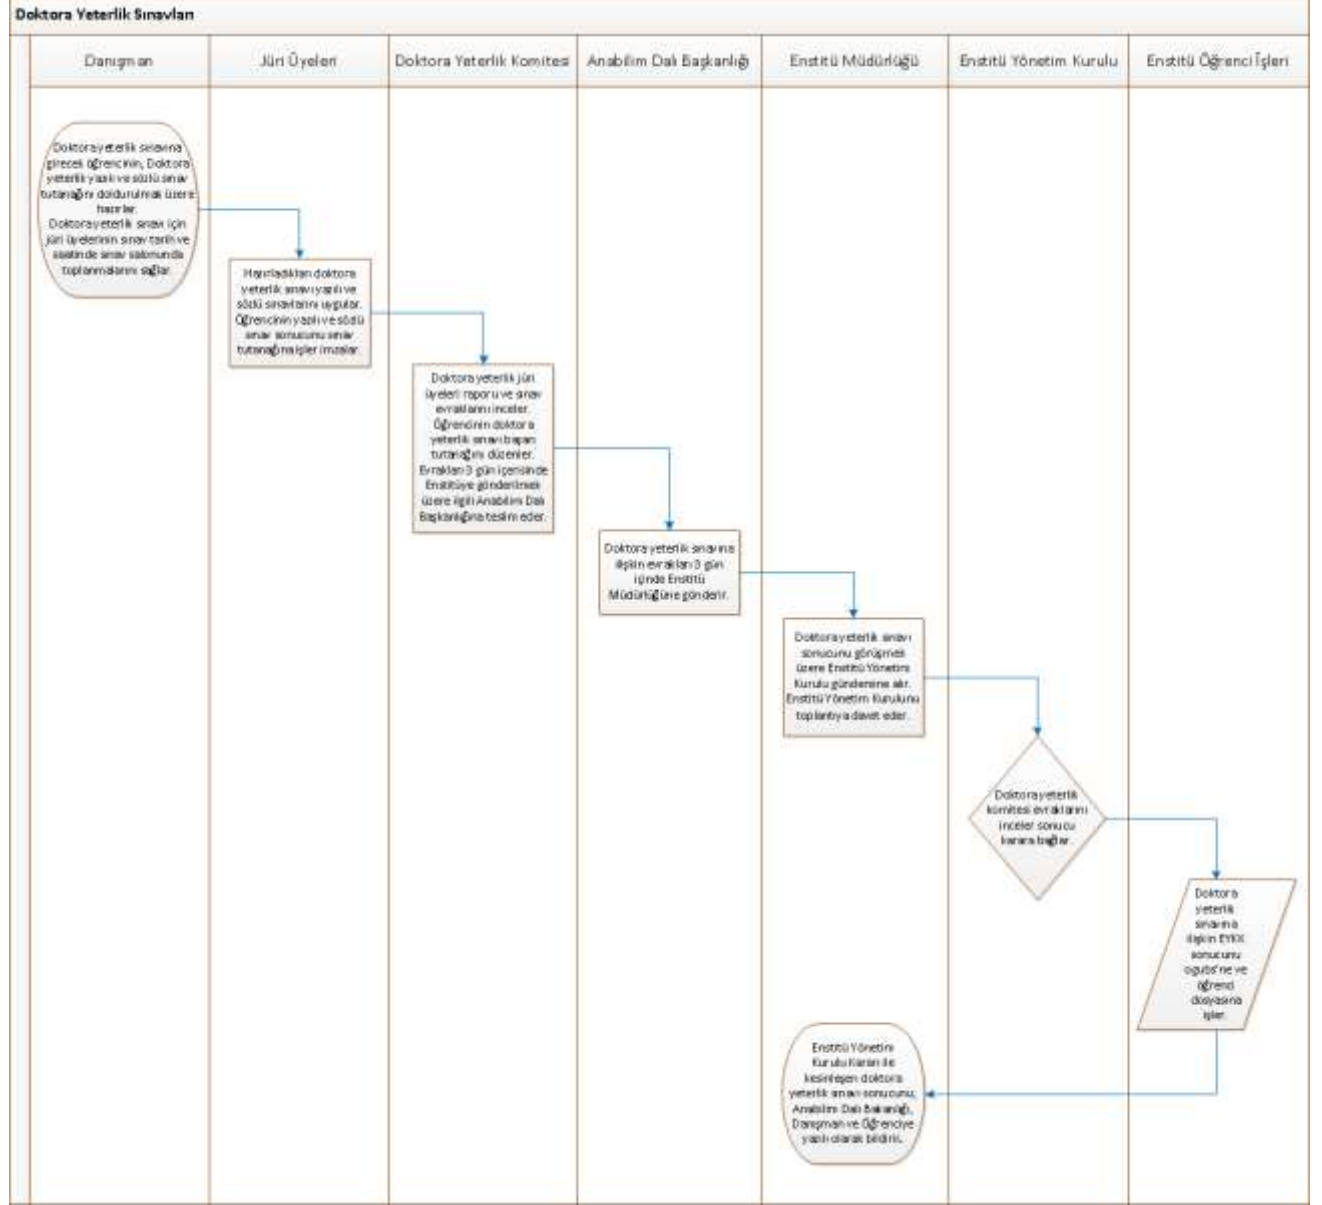 Doktora Yeterlik Sınavları
Danışman
Jüri Üyeleri
Doktora Yeterlik Komitesi
Anabilim Dalı Başkanlığı
Enstitü Müdürlüğü
Enstitü Yönetim Kurulu
Enstitü Öğrenci İşleri
Doktora yeterlik sınavına
girecek öğrencinin, Doktora
yeterlik yazılı ve sözlü sınav
tutanağını doldurulmak üzere
hazırlar.
Doktora yeterlik sınavı için
jüri üyelerinin sınav tarih ve
saatinde sınav salonunda
toplanmalarını sağlar.
Hazırladıkları doktora
yeterlik sınavı yazılı ve
sözlü sınavlarını uygular.
Öğrencinin yazılı ve sözlü
sınav sonucunu sınav
tutanağına işler imzalar.
Doktora yeterlik jüri
üyeleri raporu ve sınav
evraklarını inceler.
Öğrencinin doktora
yeterlik sınavı başarı
tutanağını düzenler.
Evrakları 3 gün içerisinde
Enstitüye gönderilmek
üzere ilgili Anabilim Dalı
Başkanlığına teslim eder.
Doktora yeterlik sınavına
ilişkin evrakları 3 gün
içinde Enstitü
Müdürlüğüne gönderir.
Doktora yeterlik sınavı
sonucunu görüşmek
üzere Enstitü Yönetim
Kurulu gündemine alır.
Enstitü Yönetim Kurulunu
toplantıya davet eder.
Doktora yeterlik
komitesi evraklarını
inceler sonucu
karara bağlar.
Doktora
yeterlik
sınavına
ilişkin EYKK
sonucunu
ogubs'ne ve
öğrenci
dosyasına
işler.
Enstitü Yönetim
Kurulu Kararı ile
kesinleşen doktora
yeterlik sınavı sonucunu,
Anabilim Dalı Bakanlığı,
Danışman ve Öğrenciye
yazılı olarak bildirir.